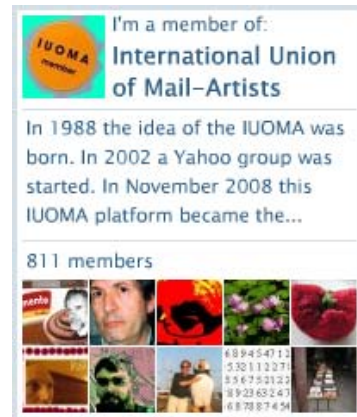 IUOMA
member
I'm a member of:
International Union
of Mail-Artists
In 1988 the idea of the IUOMA was
born. In 2002 a Yahoo group was
started. In November 2008 this
IUOMA platform became the...
811 members